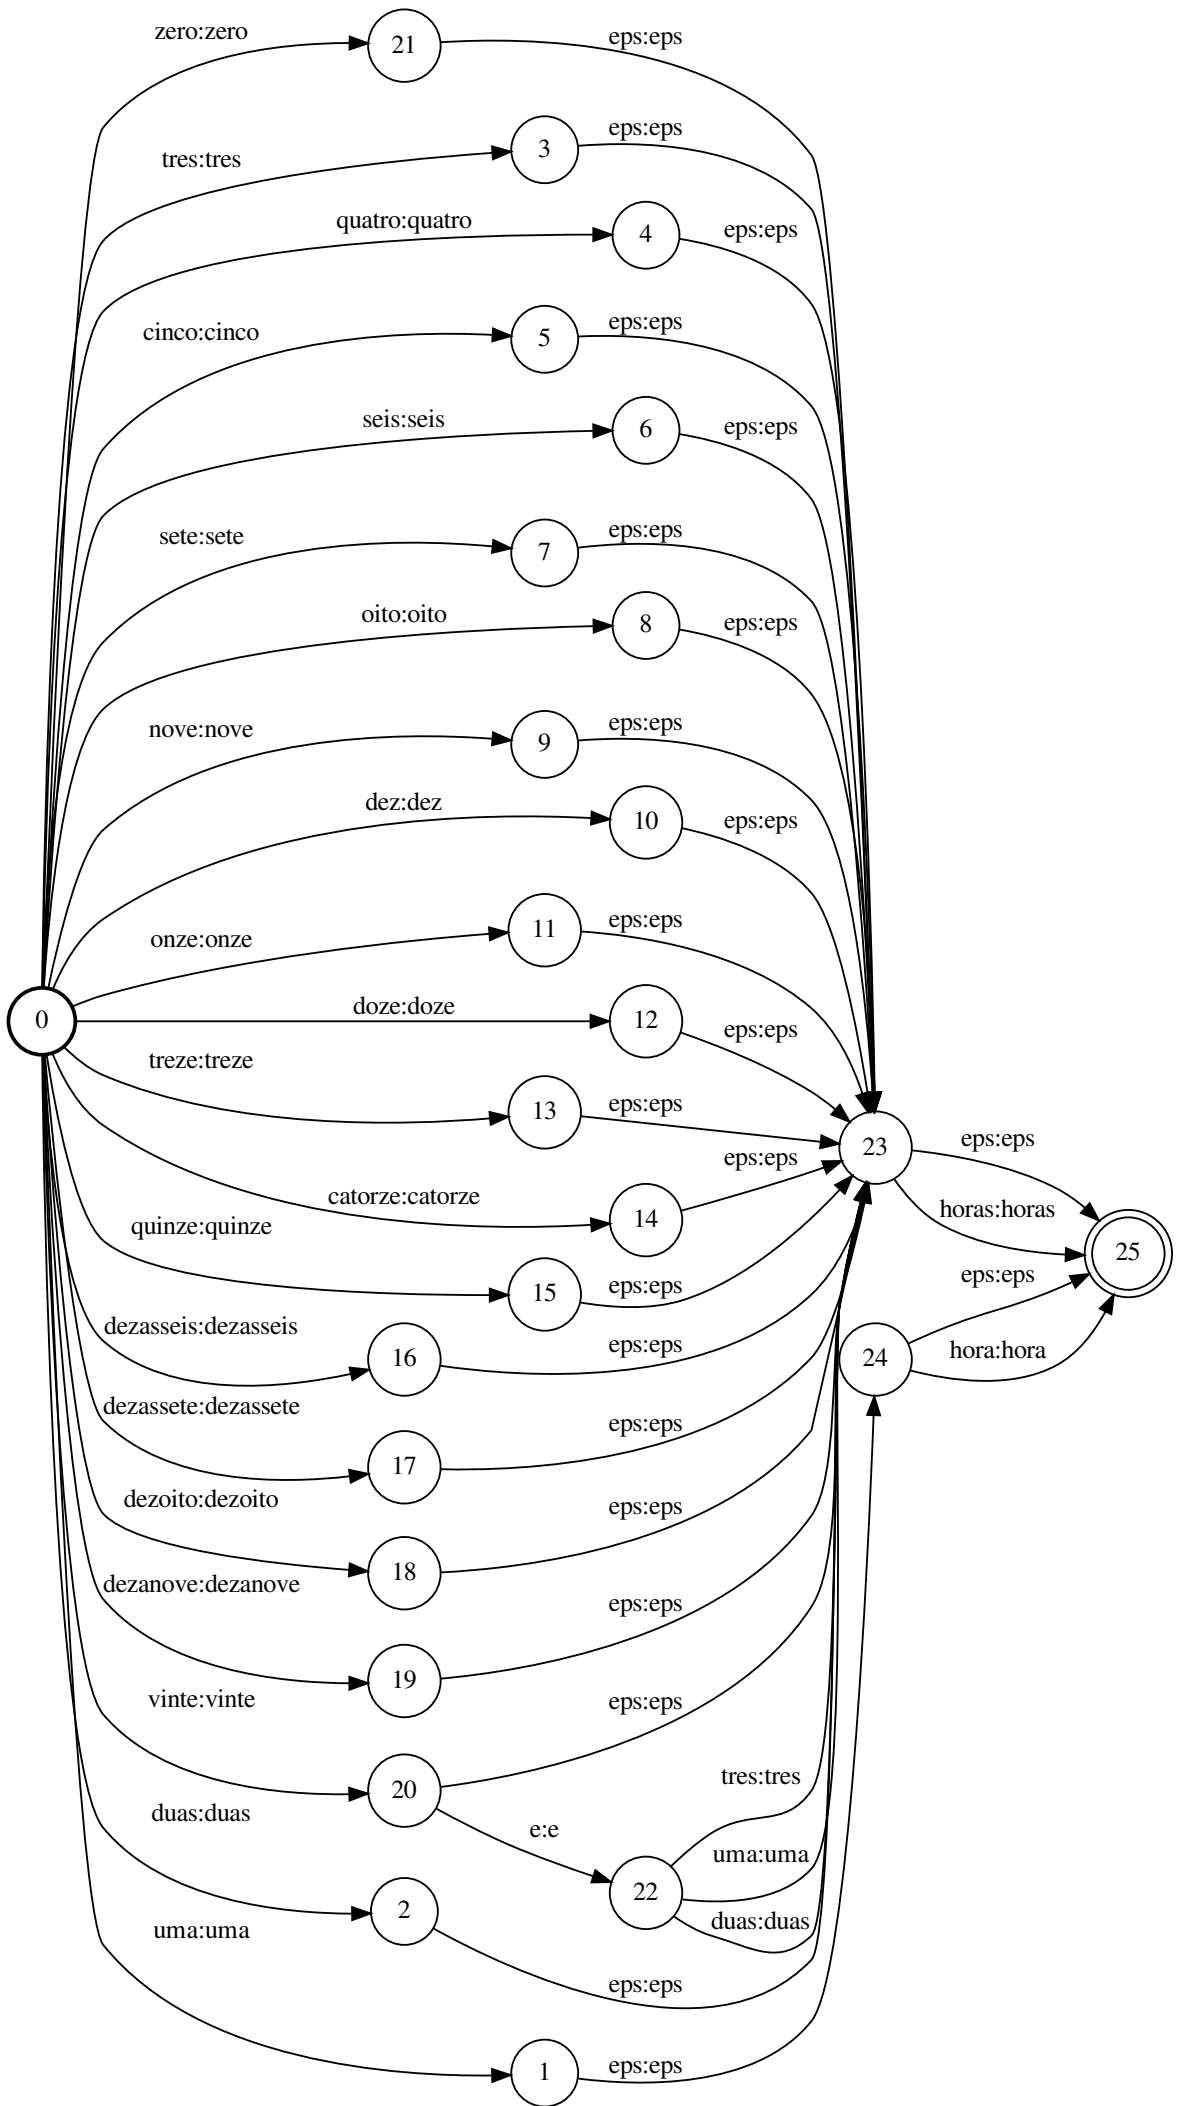 zero:zero
21
eps:eps
tres:tres
3
eps:eps
quatro:quatro
4
eps:eps
cinco:cinco
5
eps:eps
seis:seis
6
eps:eps
sete:sete
7
eps:eps
oito:oito
8
eps:eps
nove:nove
9
eps:eps
dez:dez
10
eps:eps
onze:onze
11
eps:eps
0
doze:doze
12
eps:eps
treze:treze
13
eps:eps
23
eps:eps
catorze:catorze
14
eps:eps
horas:horas
25
quinze:quinze
15
eps:eps
eps:eps
dezasseis:dezasseis
16
eps:eps
24
hora:hora
dezassete:dezassete
17
eps:eps
dezoito:dezoito
18
eps:eps
dezanove:dezanove
19
eps:eps
vinte:vinte
20
eps:eps
e:e
22
tres:tres
uma:uma
duas:duas
duas:duas
2
eps:eps
uma:uma
1
eps:eps